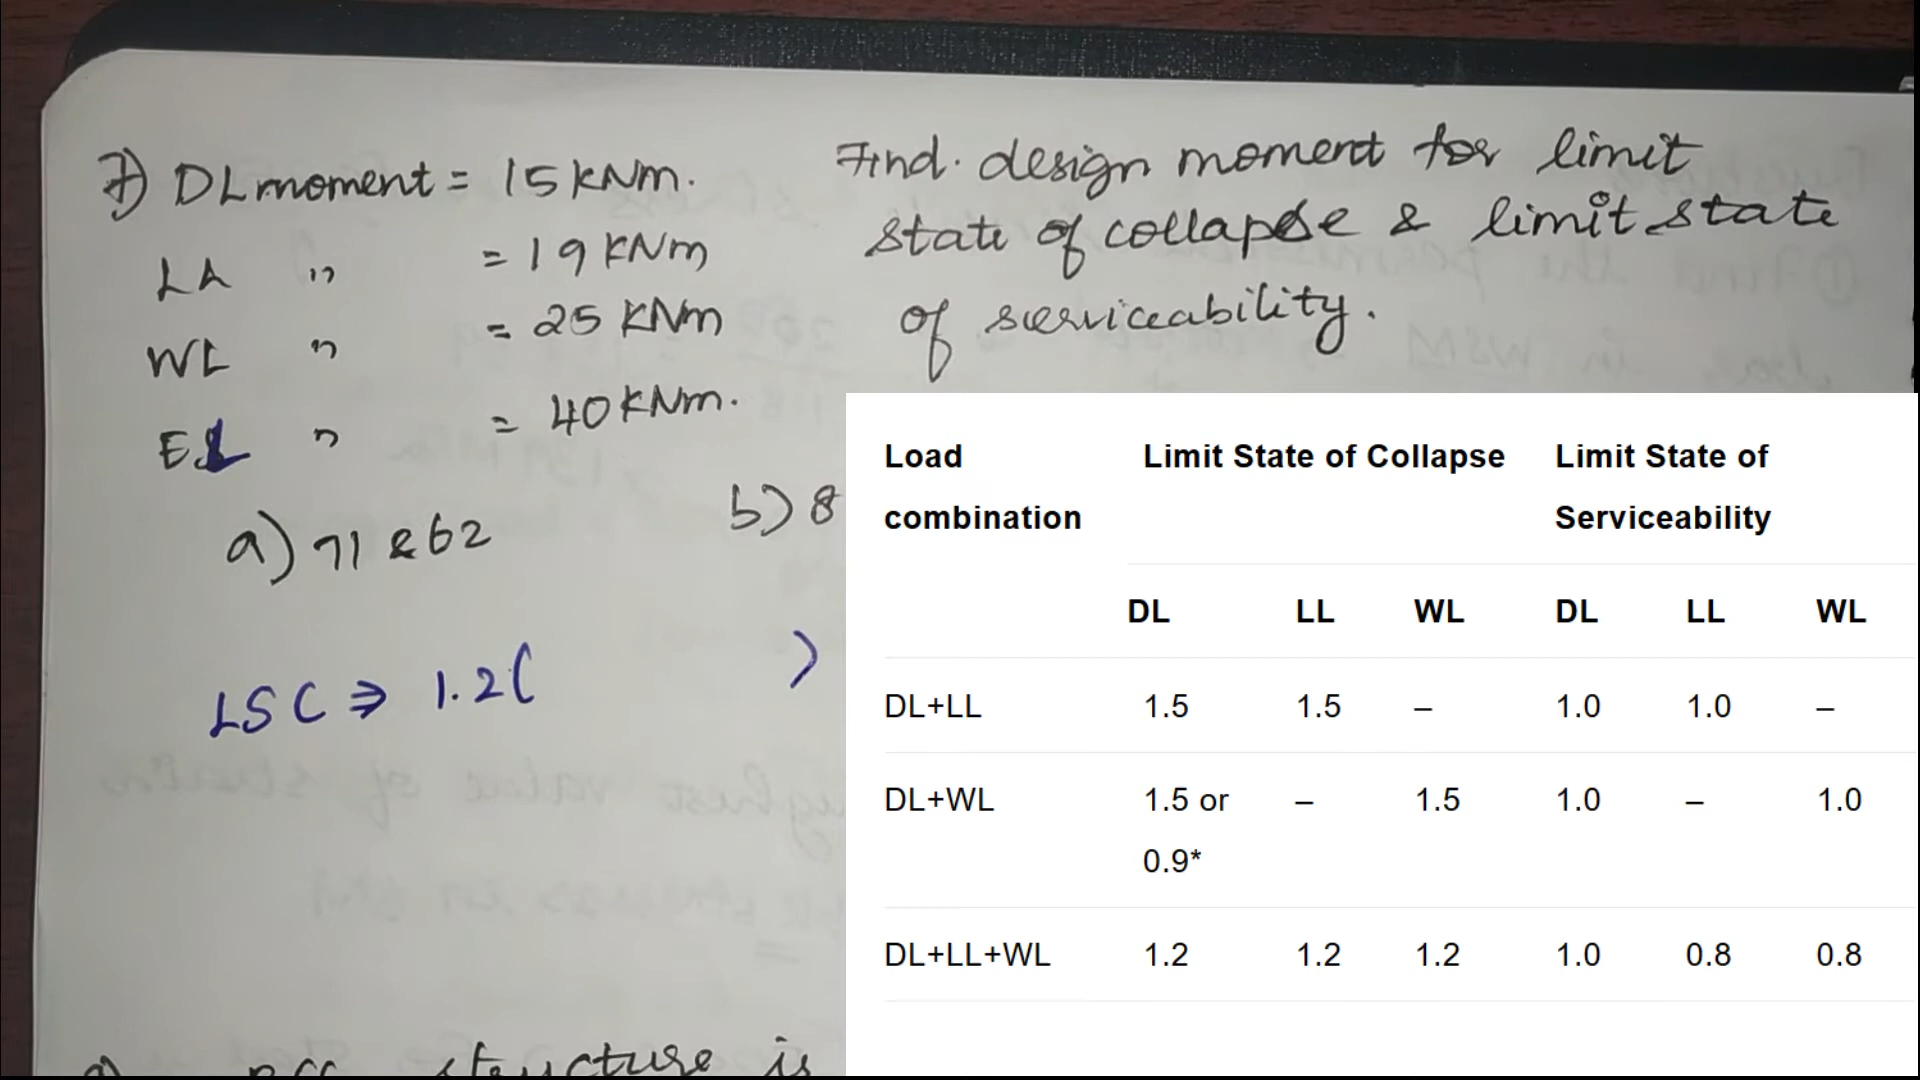 7) DL moment = 15 kNm.
LL " = 19 KNm
WL " = 25 KNm
EL " = 40 KNm.
Find. design moment for limit
state of collapse & limit state
of serviceability.
a) 71 & 62
b) 8
LSC ⇒ 1.2( )
structure is
Load combination Limit State of Collapse Limit State of Serviceability
DL LL WL DL LL WL
DL+LL 1.5 1.5 – 1.0 1.0 –
DL+WL 1.5 or 0.9* – 1.5 1.0 – 1.0
DL+LL+WL 1.2 1.2 1.2 1.0 0.8 0.8